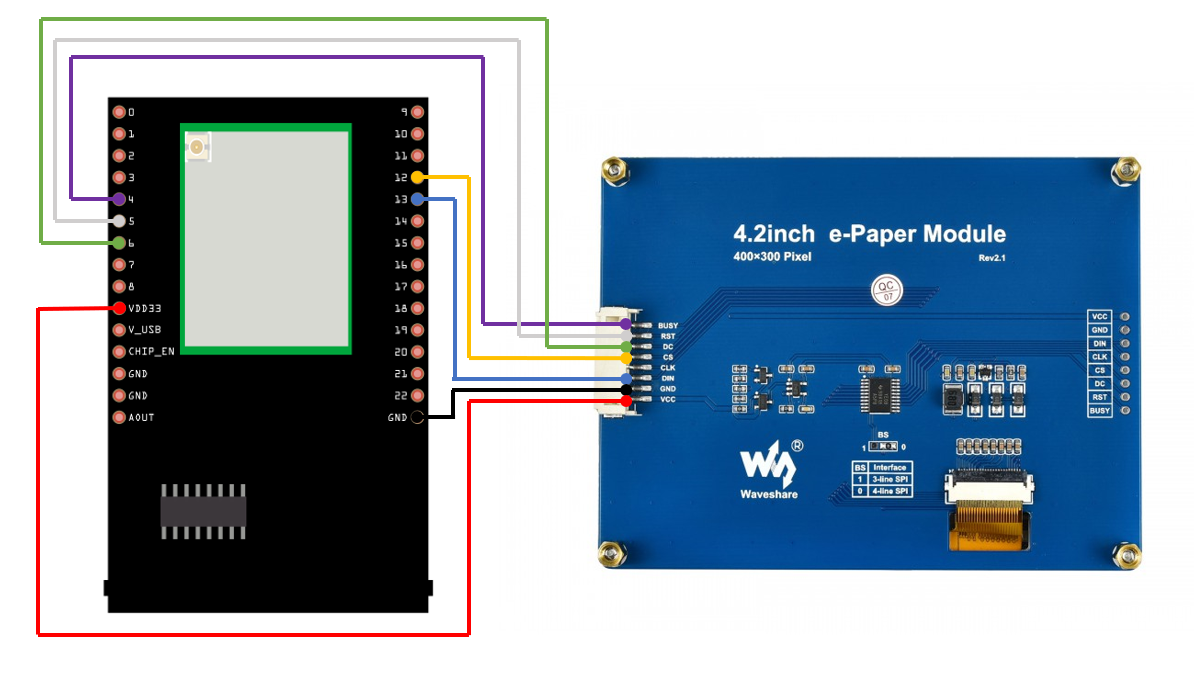 0
1
2
3
4
5
6
7
8
VDD33
V_USB
CHIP_EN
GND
GND
AOUT
9
10
11
12
13
14
15
16
17
18
19
20
21
22
GND
4.2inch e-Paper Module
400×300 Pixel
Rev2.1
QC
07
BUSY
RST
DC
CS
CLK
DIN
GND
VCC
VCC
GND
DIN
CLK
CS
DC
RST
BUSY
BS
1 0
BS Interface
1 3-line SPI
0 4-line SPI
®
Waveshare